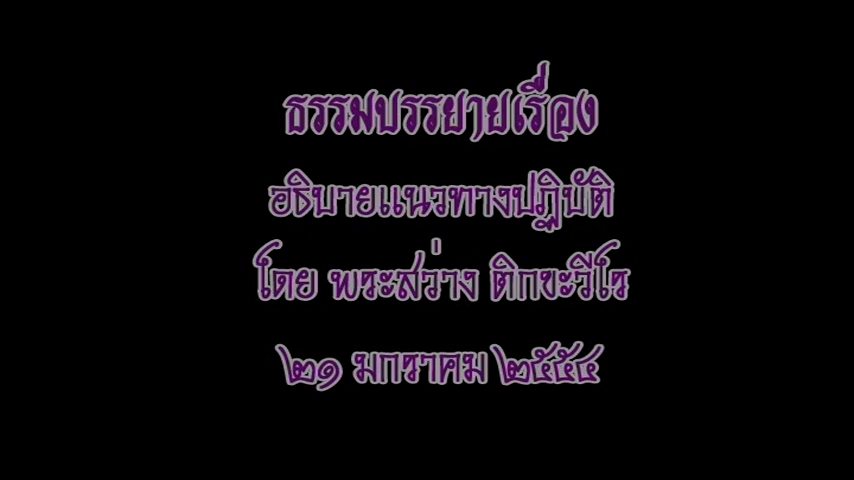 ธรรมบรรยายเรื่อง
อธิบายแนวทางปฏิบัติ
โดย พระสว่าง ติกขะวีโร
๒๑ มกราคม ๒๕๕๔